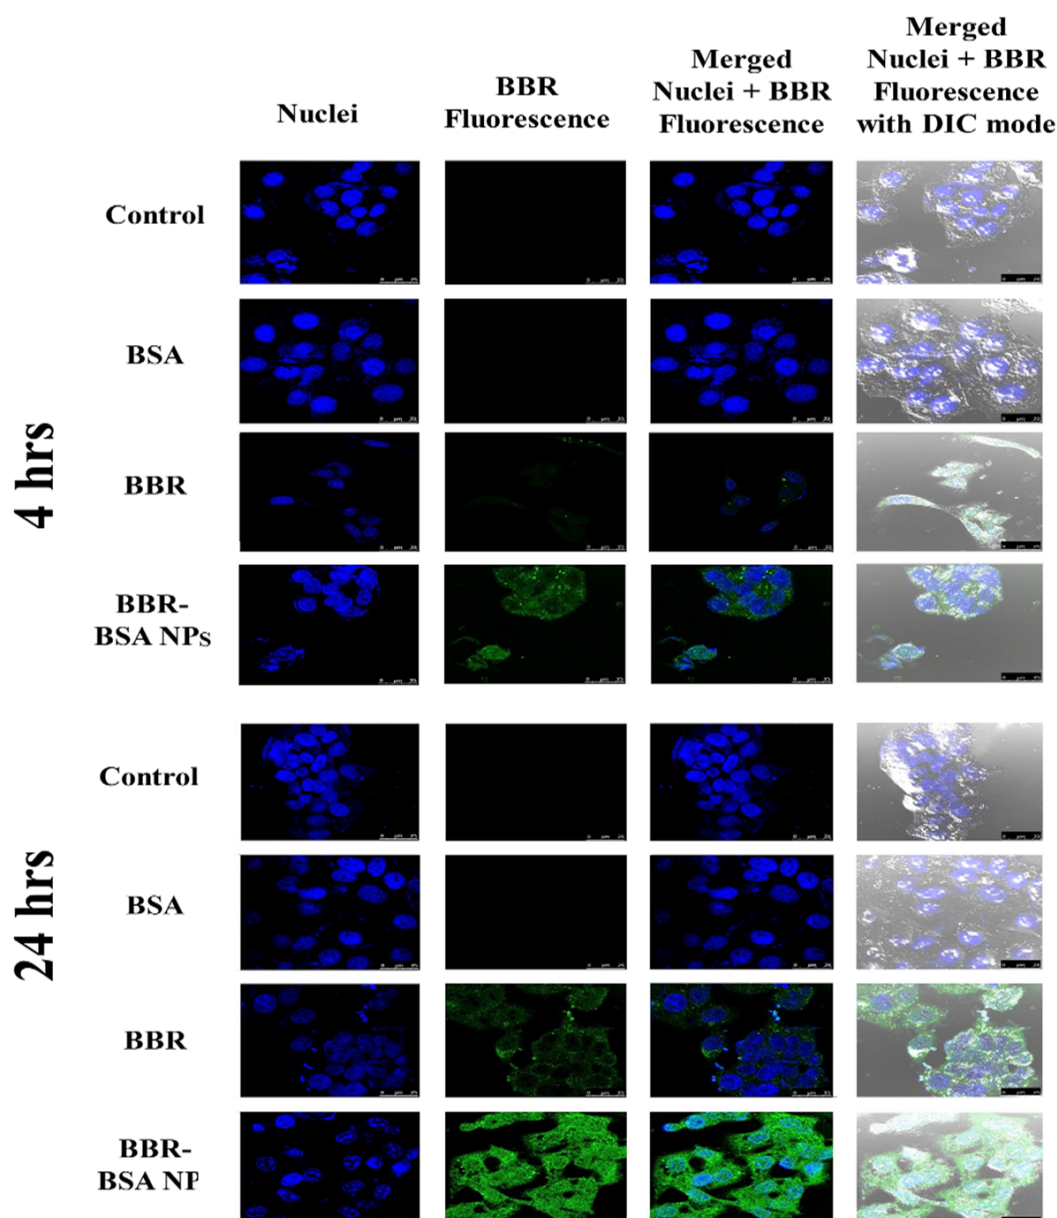 Nuclei
BBR
Fluorescence
Merged
Nuclei + BBR
Fluorescence
Merged
Nuclei + BBR
Fluorescence
with DIC mode
4 hrs
Control
BSA
BBR
BBR-
BSA NPs
24 hrs
Control
BSA
BBR
BBR-
BSA NP